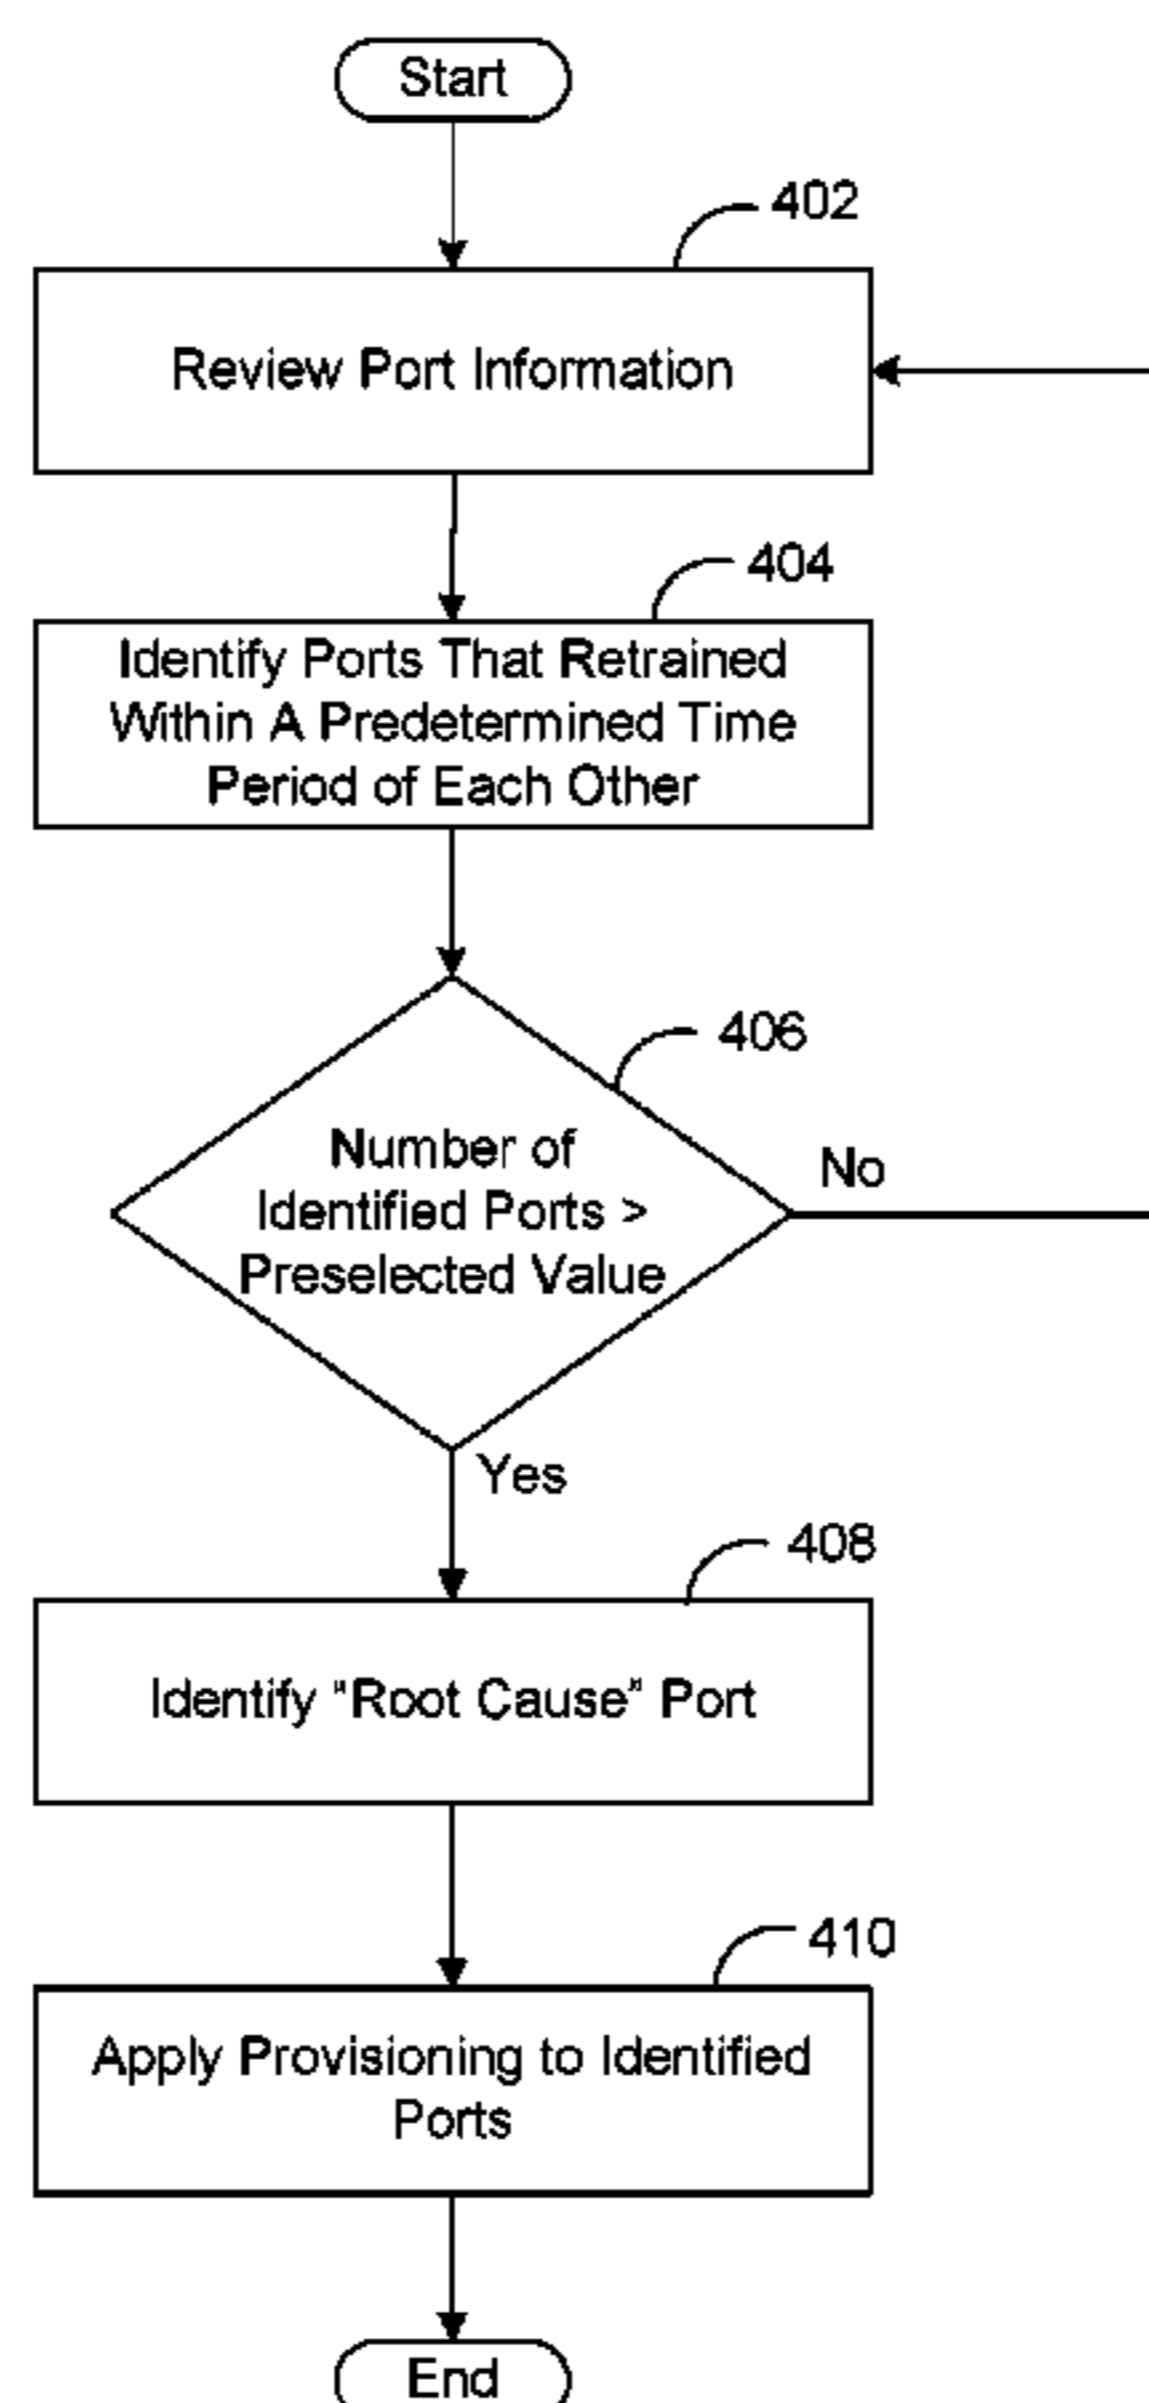 Start
402
Review Port Information
404
Identify Ports That Retrained
Within A Predetermined Time
Period of Each Other
406
Number of
Identified Ports >
Preselected Value
No
Yes
408
Identify "Root Cause" Port
410
Apply Provisioning to Identified
Ports
End